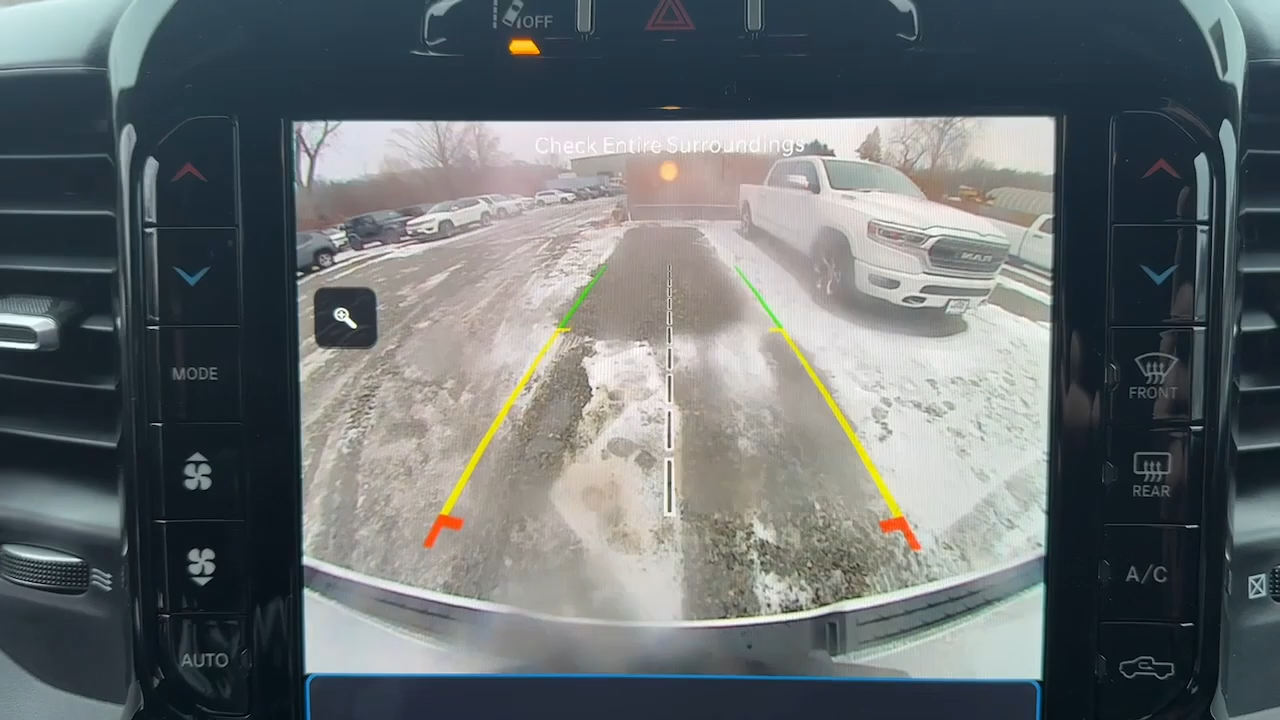 OFF
Check Entire Surroundings
RAM
MODE
FRONT
REAR
A/C
AUTO